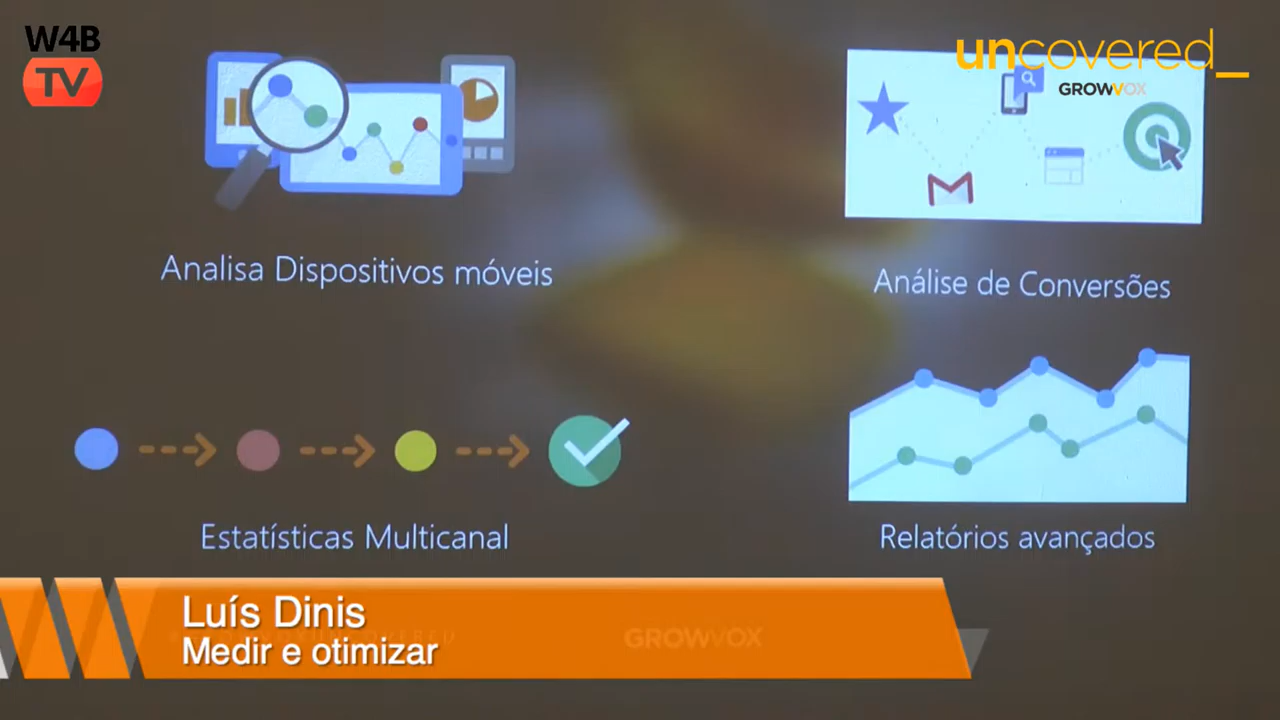 W4B
TV
uncovered_
GROWVOX
Analisa Dispositivos móveis
Análise de Conversões
Estatísticas Multicanal
Relatórios avançados
Luís Dinis
GROWVOX
Medir e otimizar